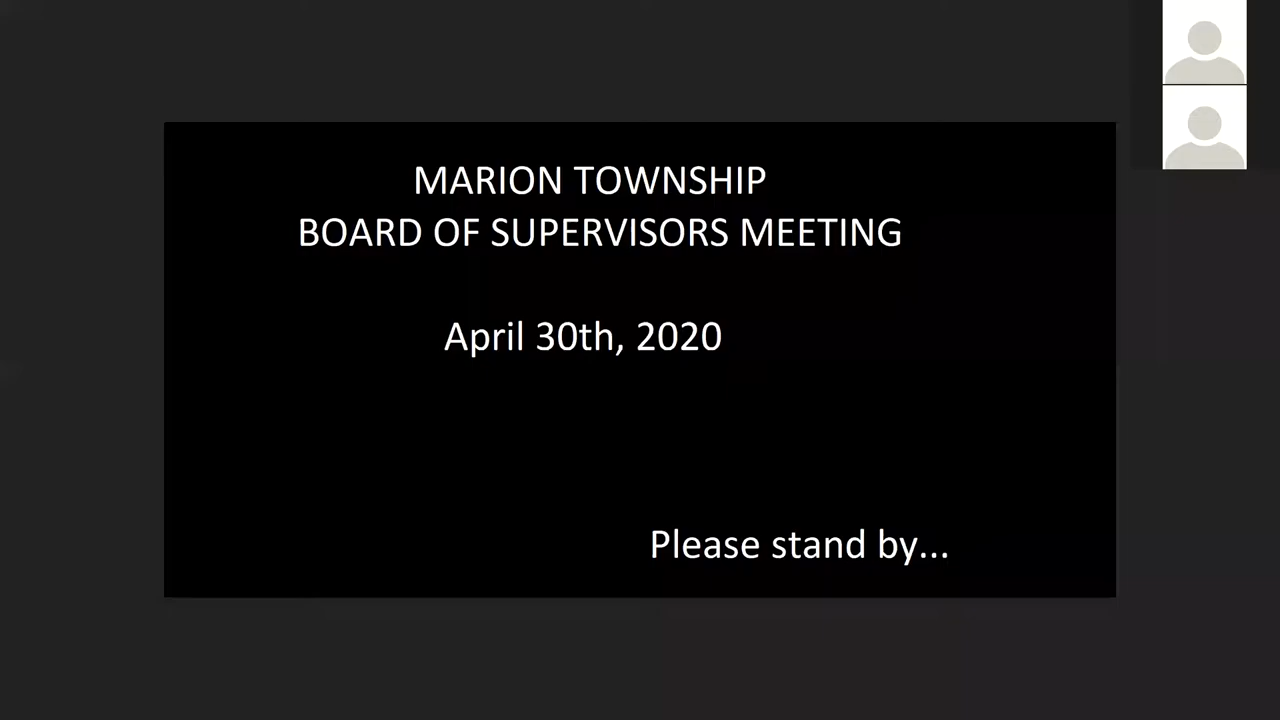 MARION TOWNSHIP
BOARD OF SUPERVISORS MEETING
April 30th, 2020
Please stand by...